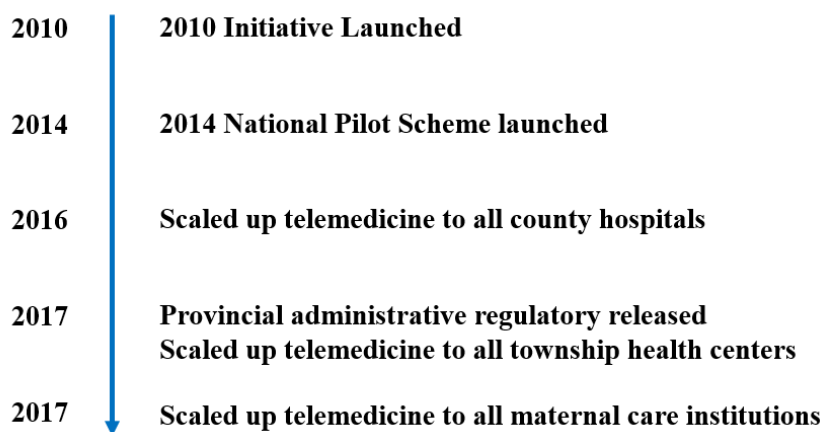 2010 2010 Initiative Launched
2014 2014 National Pilot Scheme launched
2016 Scaled up telemedicine to all county hospitals
2017 Provincial administrative regulatory released
Scaled up telemedicine to all township health centers
2017 Scaled up telemedicine to all maternal care institutions